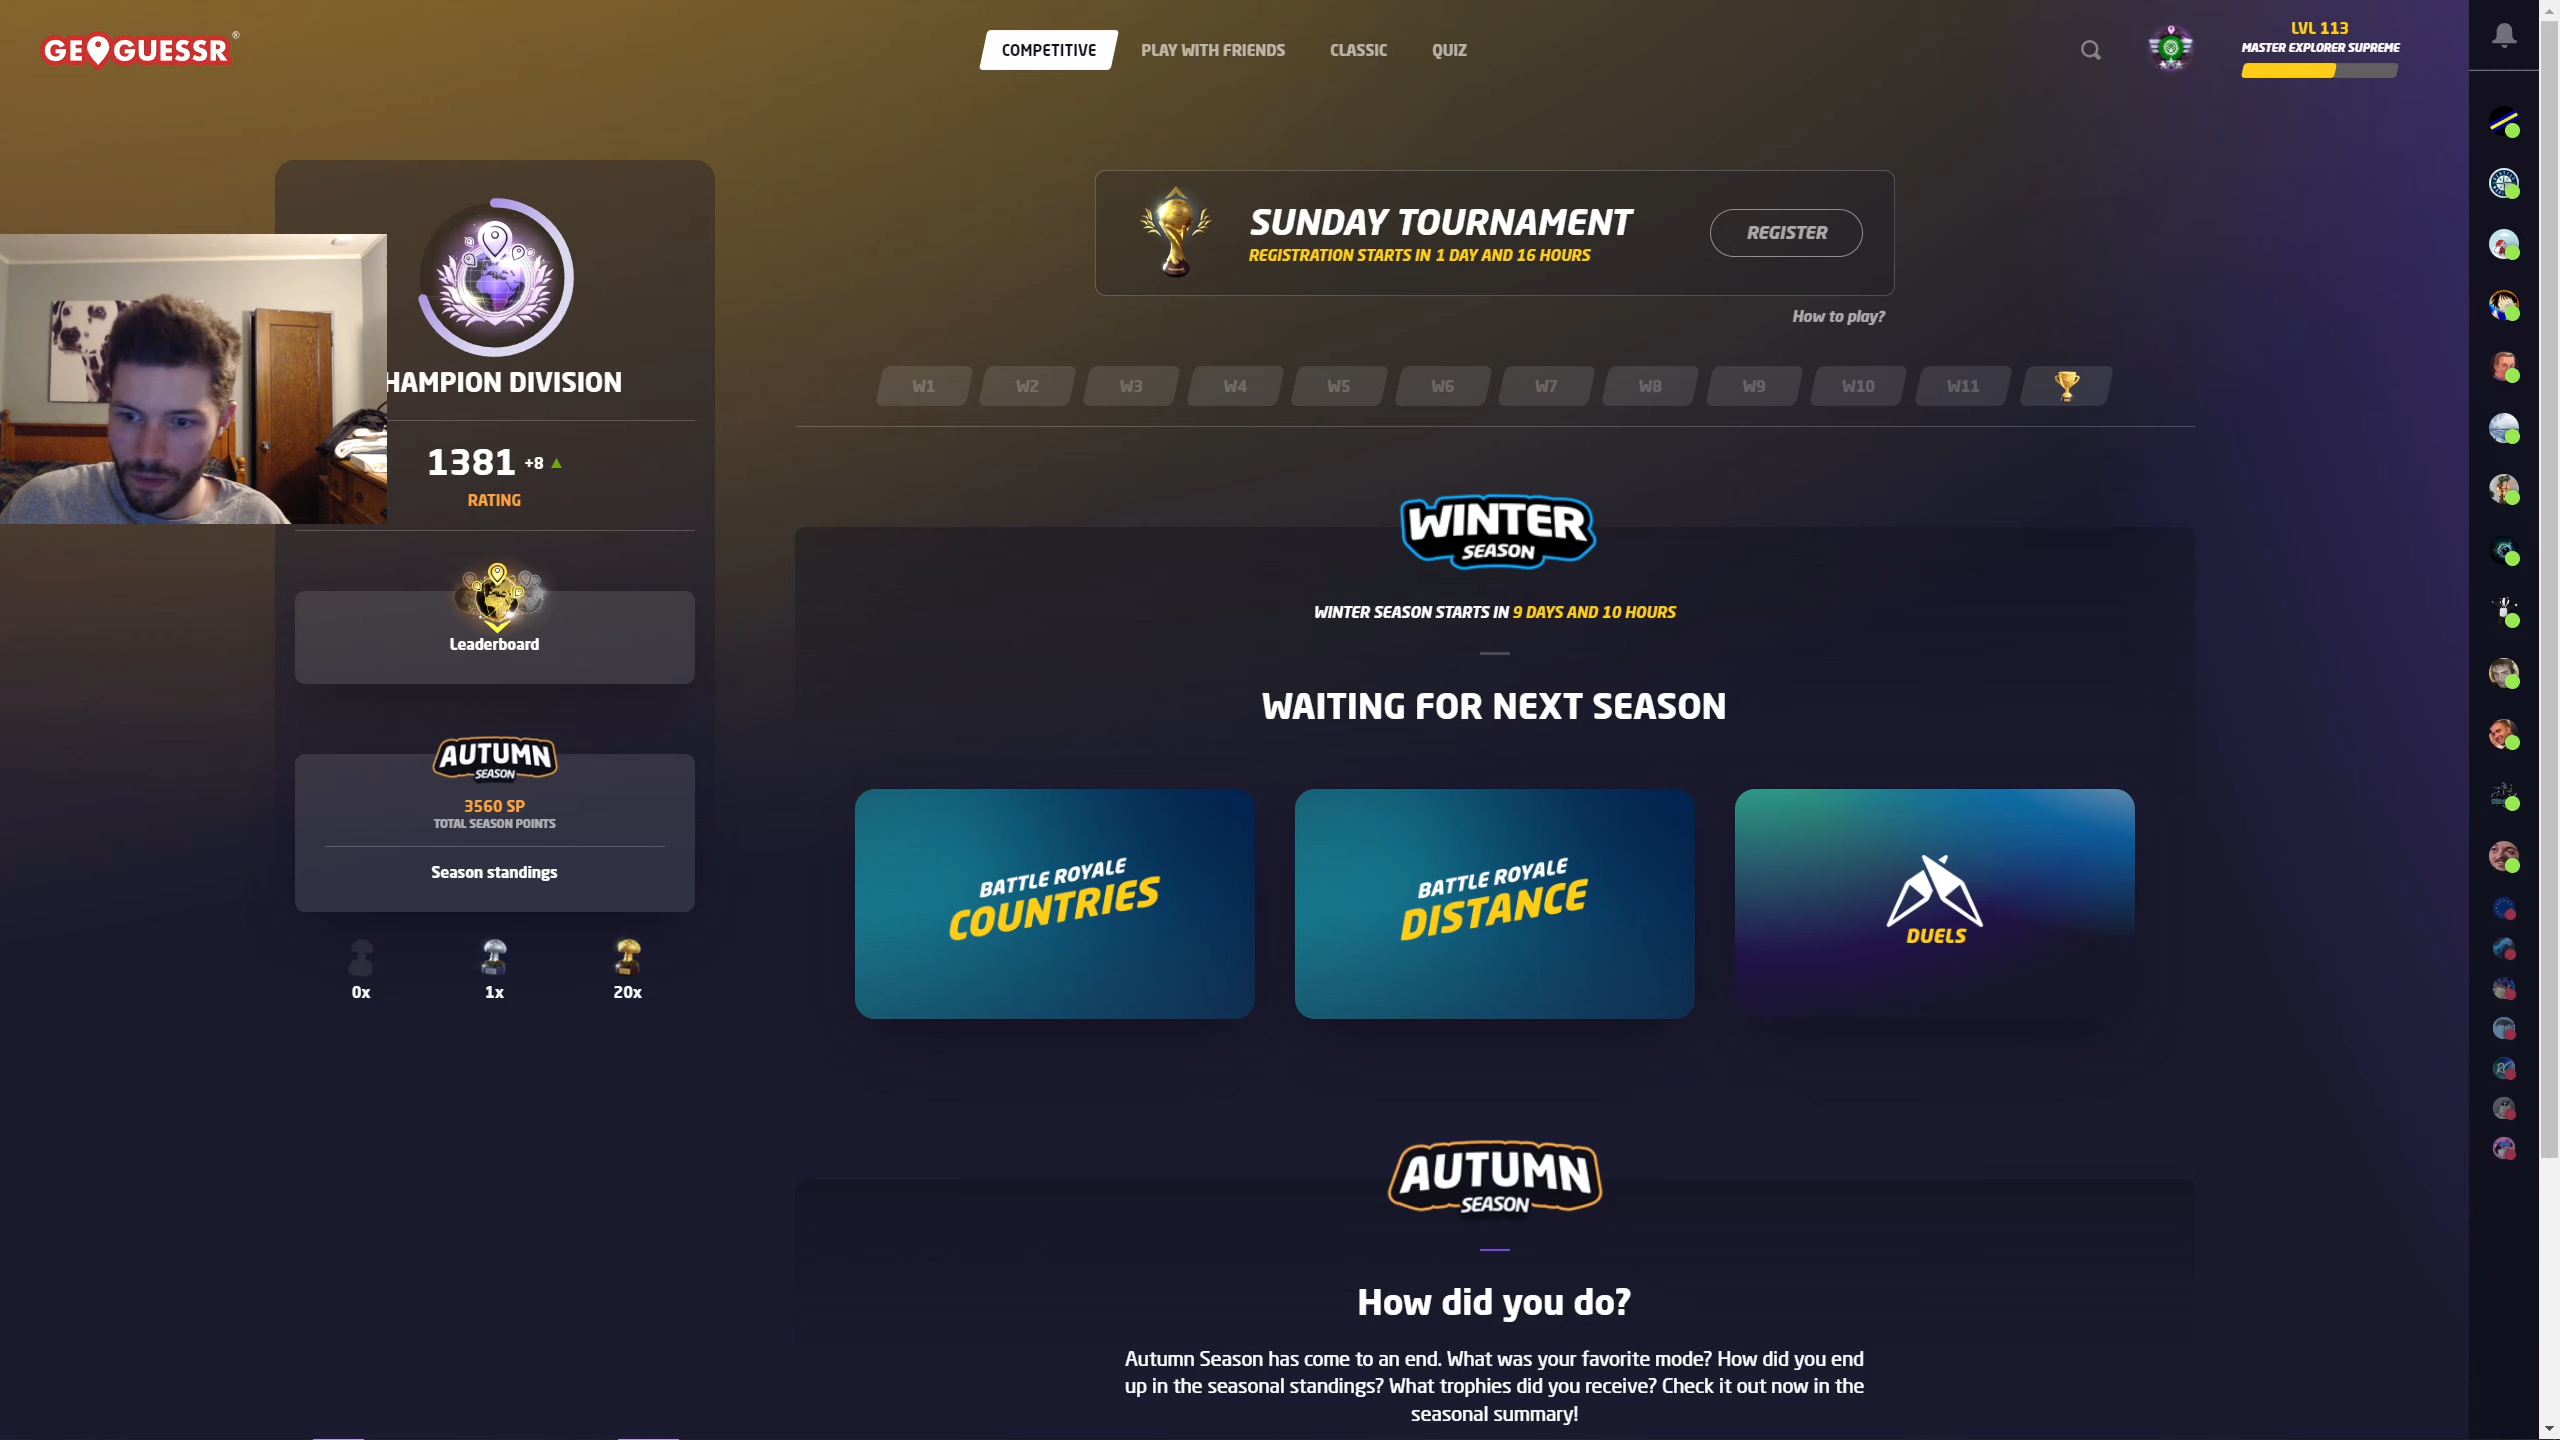 GEOGUESSR®
COMPETITIVE
PLAY WITH FRIENDS
CLASSIC
QUIZ
LVL 113
MASTER EXPLORER SUPREME
HAMPION DIVISION
1381 +8
RATING
Leaderboard
AUTUMN
SEASON
3560 SP
TOTAL SEASON POINTS
Season standings
0x
1x
20x
SUNDAY TOURNAMENT
REGISTRATION STARTS IN 1 DAY AND 16 HOURS
REGISTER
How to play?
W1
W2
W3
W4
W5
W6
W7
W8
W9
W10
W11
WINTER
SEASON
WINTER SEASON STARTS IN 9 DAYS AND 10 HOURS
WAITING FOR NEXT SEASON
BATTLE ROYALE
COUNTRIES
BATTLE ROYALE
DISTANCE
DUELS
AUTUMN
SEASON
How did you do?
Autumn Season has come to an end. What was your favorite mode? How did you end
up in the seasonal standings? What trophies did you receive? Check it out now in the
seasonal summary!